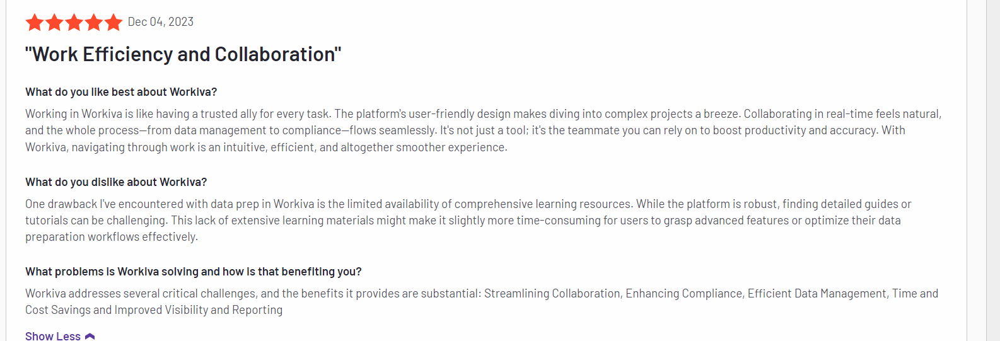 Dec 04, 2023
"Work Efficiency and Collaboration"
What do you like best about Workiva?
Working in Workiva is like having a trusted ally for every task. The platform's user-friendly design makes diving into complex projects a breeze. Collaborating in real-time feels natural,
and the whole process—from data management to compliance—flows seamlessly. It's not just a tool; it's the teammate you can rely on to boost productivity and accuracy. With
Workiva, navigating through work is an intuitive, efficient, and altogether smoother experience.
What do you dislike about Workiva?
One drawback I've encountered with data prep in Workiva is the limited availability of comprehensive learning resources. While the platform is robust, finding detailed guides or
tutorials can be challenging. This lack of extensive learning materials might make it slightly more time-consuming for users to grasp advanced features or optimize their data
preparation workflows effectively.
What problems is Workiva solving and how is that benefiting you?
Workiva addresses several critical challenges, and the benefits it provides are substantial: Streamlining Collaboration, Enhancing Compliance, Efficient Data Management, Time and
Cost Savings and Improved Visibility and Reporting
Show Less